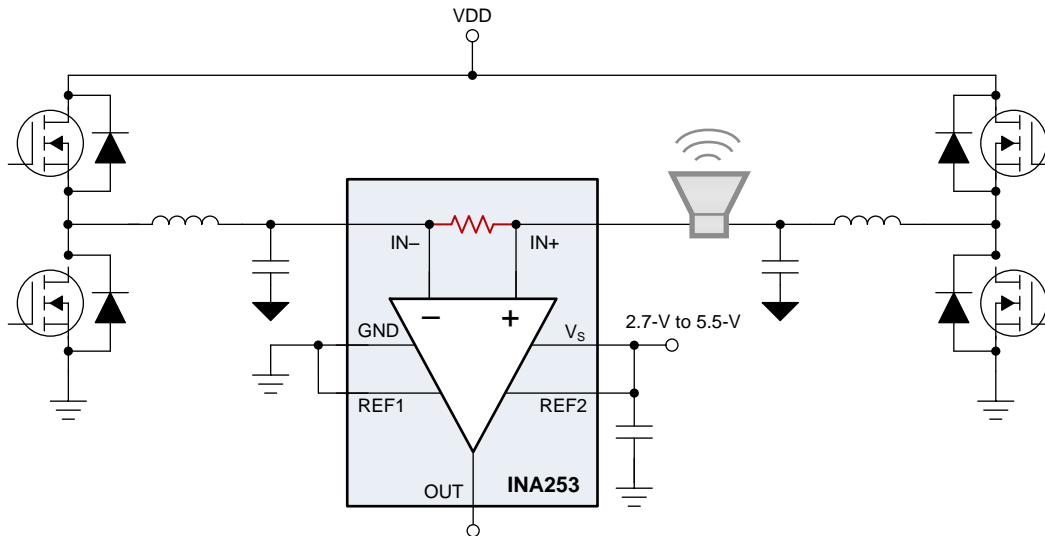 VDD
IN–
IN+
–
+
GND
VS
2.7-V to 5.5-V
REF1
REF2
OUT
INA253